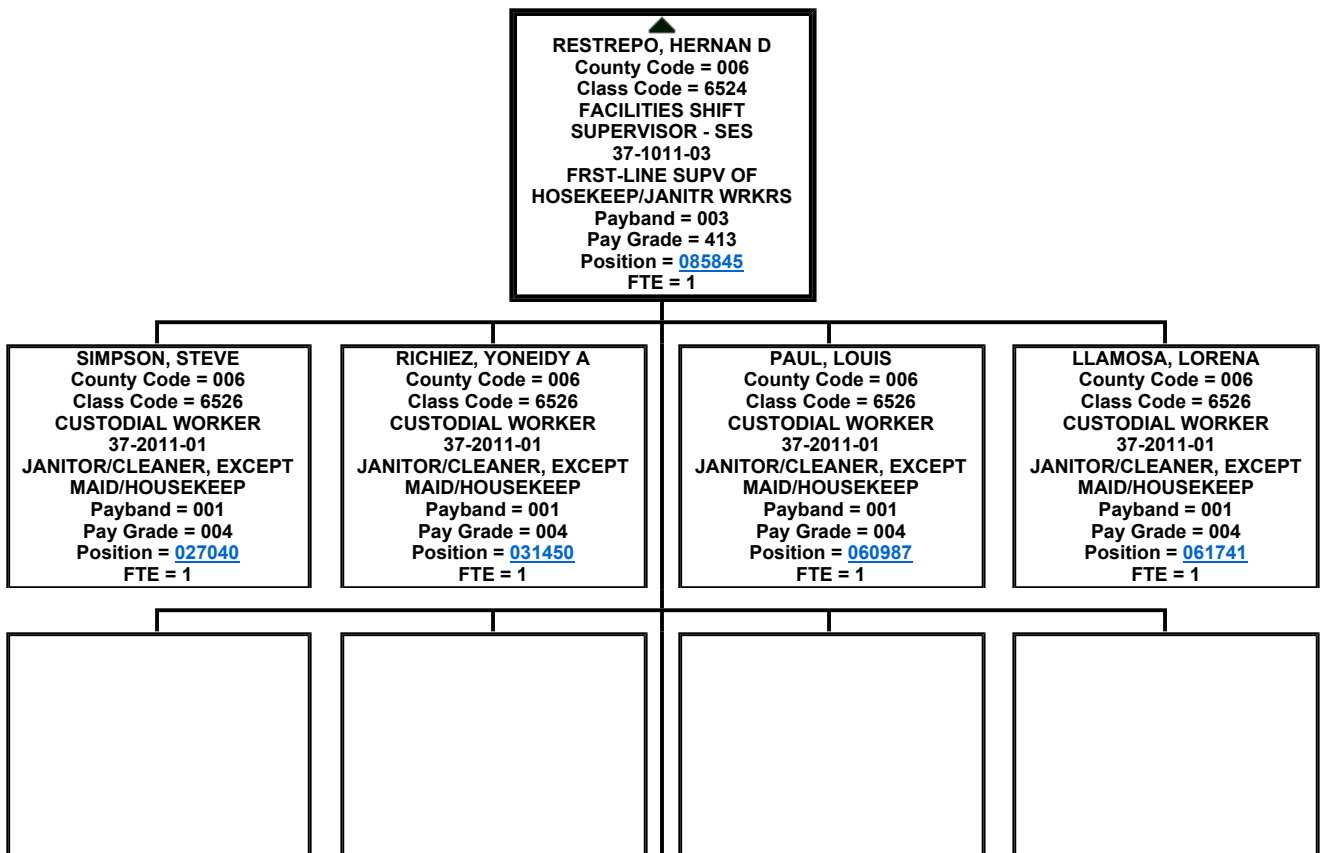 RESTREPO, HERNAN D
County Code = 006
Class Code = 6524
FACILITIES SHIFT
SUPERVISOR - SES
37-1011-03
FRST-LINE SUPV OF
HOSEKEEP/JANITR WRKRS
Payband = 003
Pay Grade = 413
Position = 085845
FTE = 1
SIMPSON, STEVE
County Code = 006
Class Code = 6526
CUSTODIAL WORKER
37-2011-01
JANITOR/CLEANER, EXCEPT
MAID/HOUSEKEEP
Payband = 001
Pay Grade = 004
Position = 027040
FTE = 1
RICHIEZ, YONEIDY A
County Code = 006
Class Code = 6526
CUSTODIAL WORKER
37-2011-01
JANITOR/CLEANER, EXCEPT
MAID/HOUSEKEEP
Payband = 001
Pay Grade = 004
Position = 031450
FTE = 1
PAUL, LOUIS
County Code = 006
Class Code = 6526
CUSTODIAL WORKER
37-2011-01
JANITOR/CLEANER, EXCEPT
MAID/HOUSEKEEP
Payband = 001
Pay Grade = 004
Position = 060987
FTE = 1
LLAMOSA, LORENA
County Code = 006
Class Code = 6526
CUSTODIAL WORKER
37-2011-01
JANITOR/CLEANER, EXCEPT
MAID/HOUSEKEEP
Payband = 001
Pay Grade = 004
Position = 061741
FTE = 1